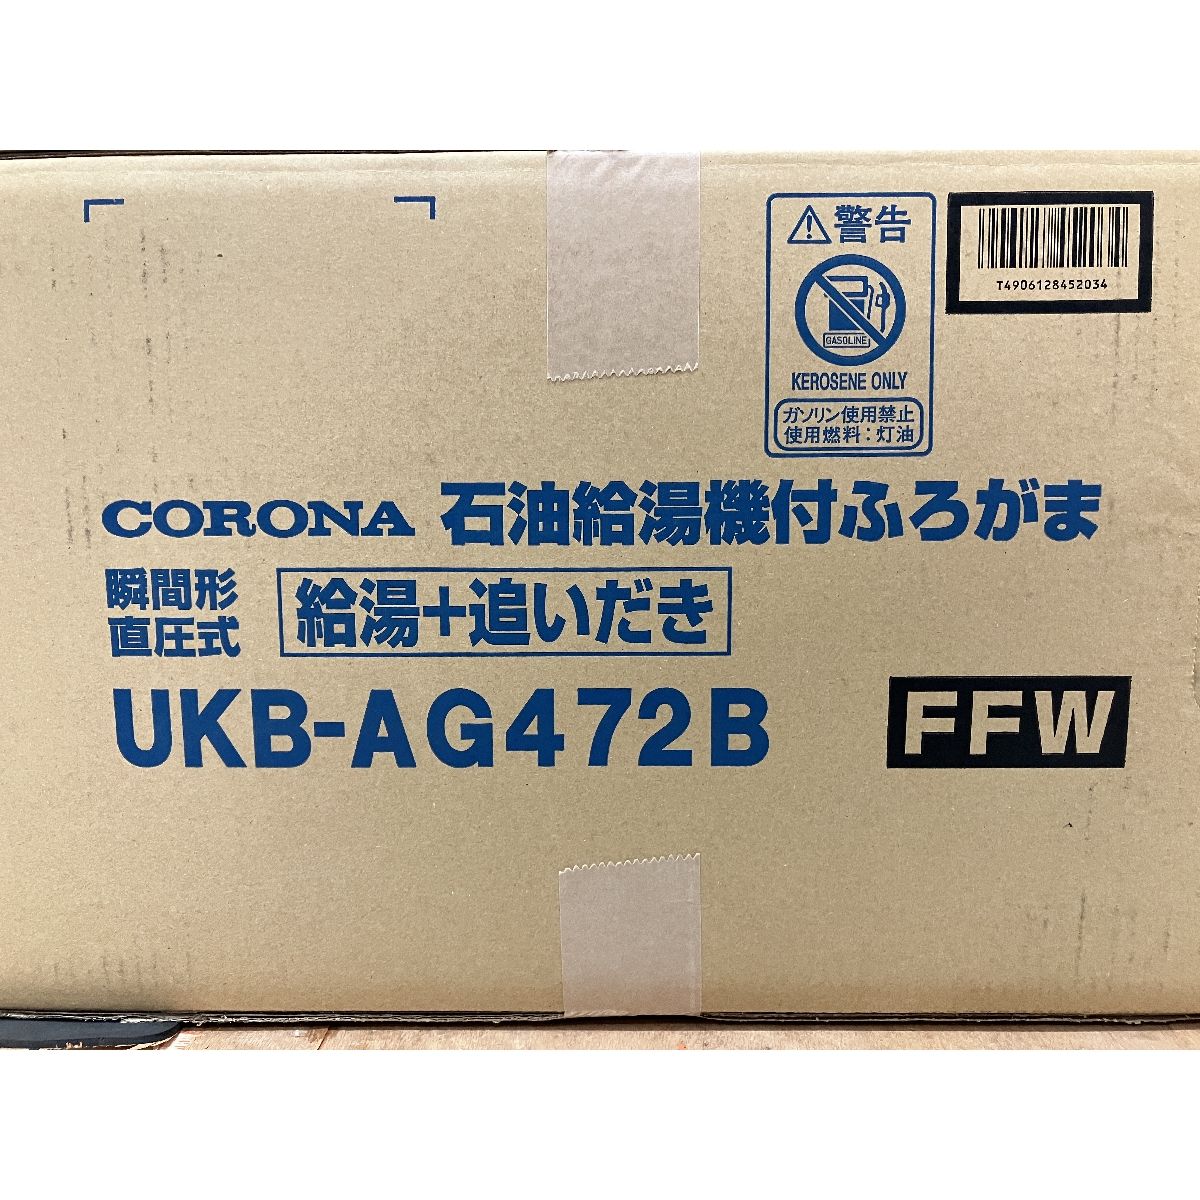 警告
GASOLINE
KEROSENE ONLY
ガソリン使用禁止
使用燃料：灯油
T4906128452034
CORONA 石油給湯機付ふろがま
瞬間形
直圧式
給湯+追いだき
UKB-AG472B
FFW